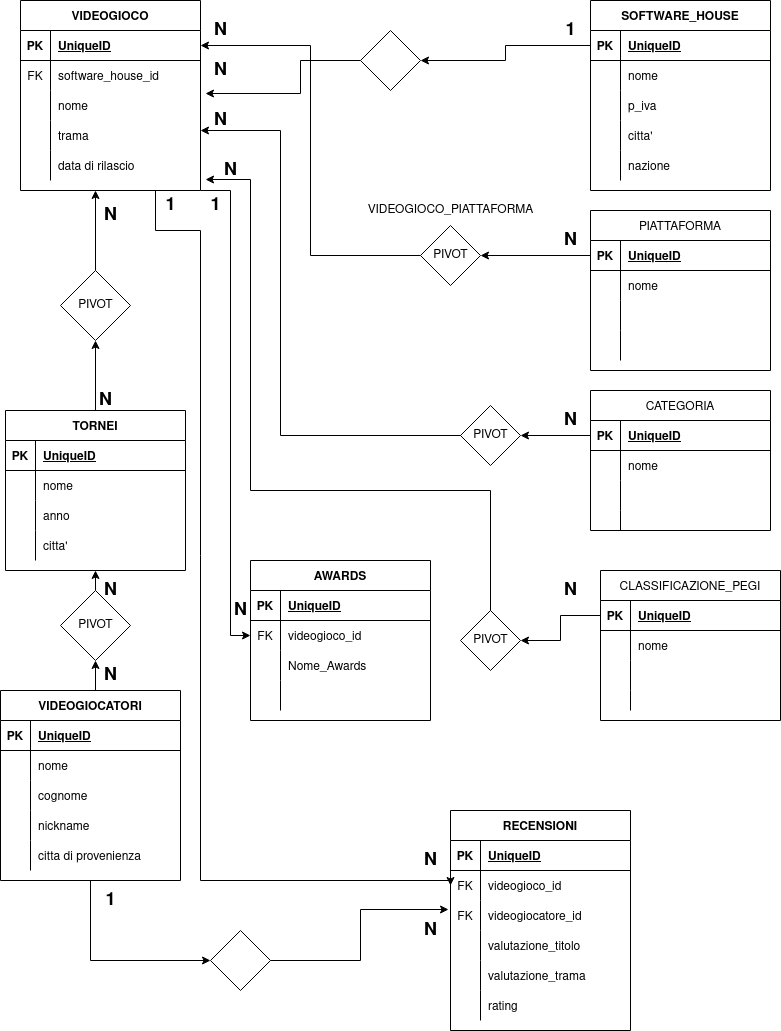 VIDEOGIOCO
PK UniqueID
FK software_house_id
nome
trama
data di rilascio
N
N
N
N
1
SOFTWARE_HOUSE
PK UniqueID
nome
p_iva
citta'
nazione
1
1
N
VIDEOGIOCO_PIATTAFORMA
PIVOT
N
PIATTAFORMA
PK UniqueID
nome
PIVOT
N
TORNEI
PK UniqueID
nome
anno
citta'
PIVOT
N
CATEGORIA
PK UniqueID
nome
N
PIVOT
N
AWARDS
N
PK UniqueID
FK videogioco_id
Nome_Awards
PIVOT
N
CLASSIFICAZIONE_PEGI
PK UniqueID
nome
VIDEOGIOCATORI
PK UniqueID
nome
cognome
nickname
citta di provenienza
1
N
N
RECENSIONI
PK UniqueID
FK videogioco_id
FK videogiocatore_id
valutazione_titolo
valutazione_trama
rating